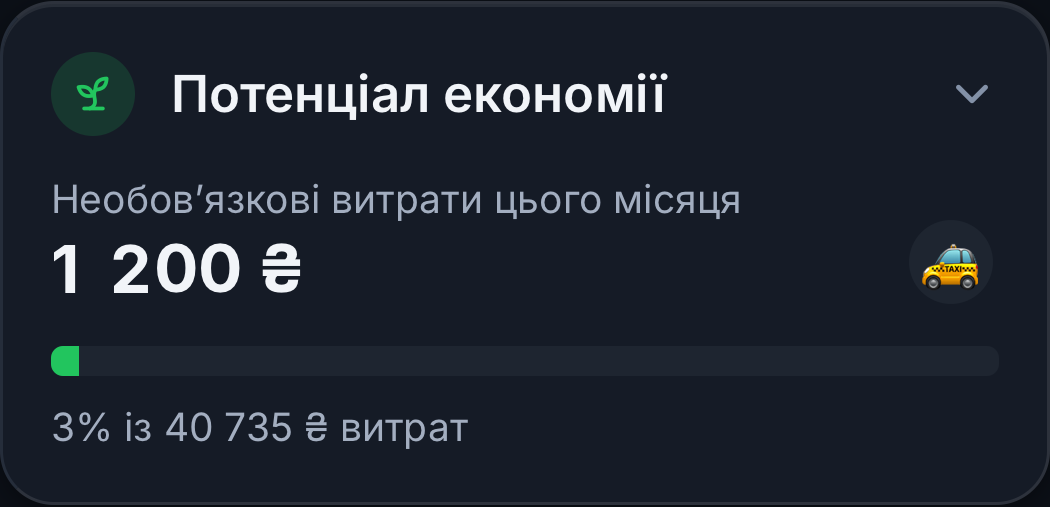 Потенціал економії
Необов’язкові витрати цього місяця
1 200 ₴
TAXI
3% із 40 735 ₴ витрат